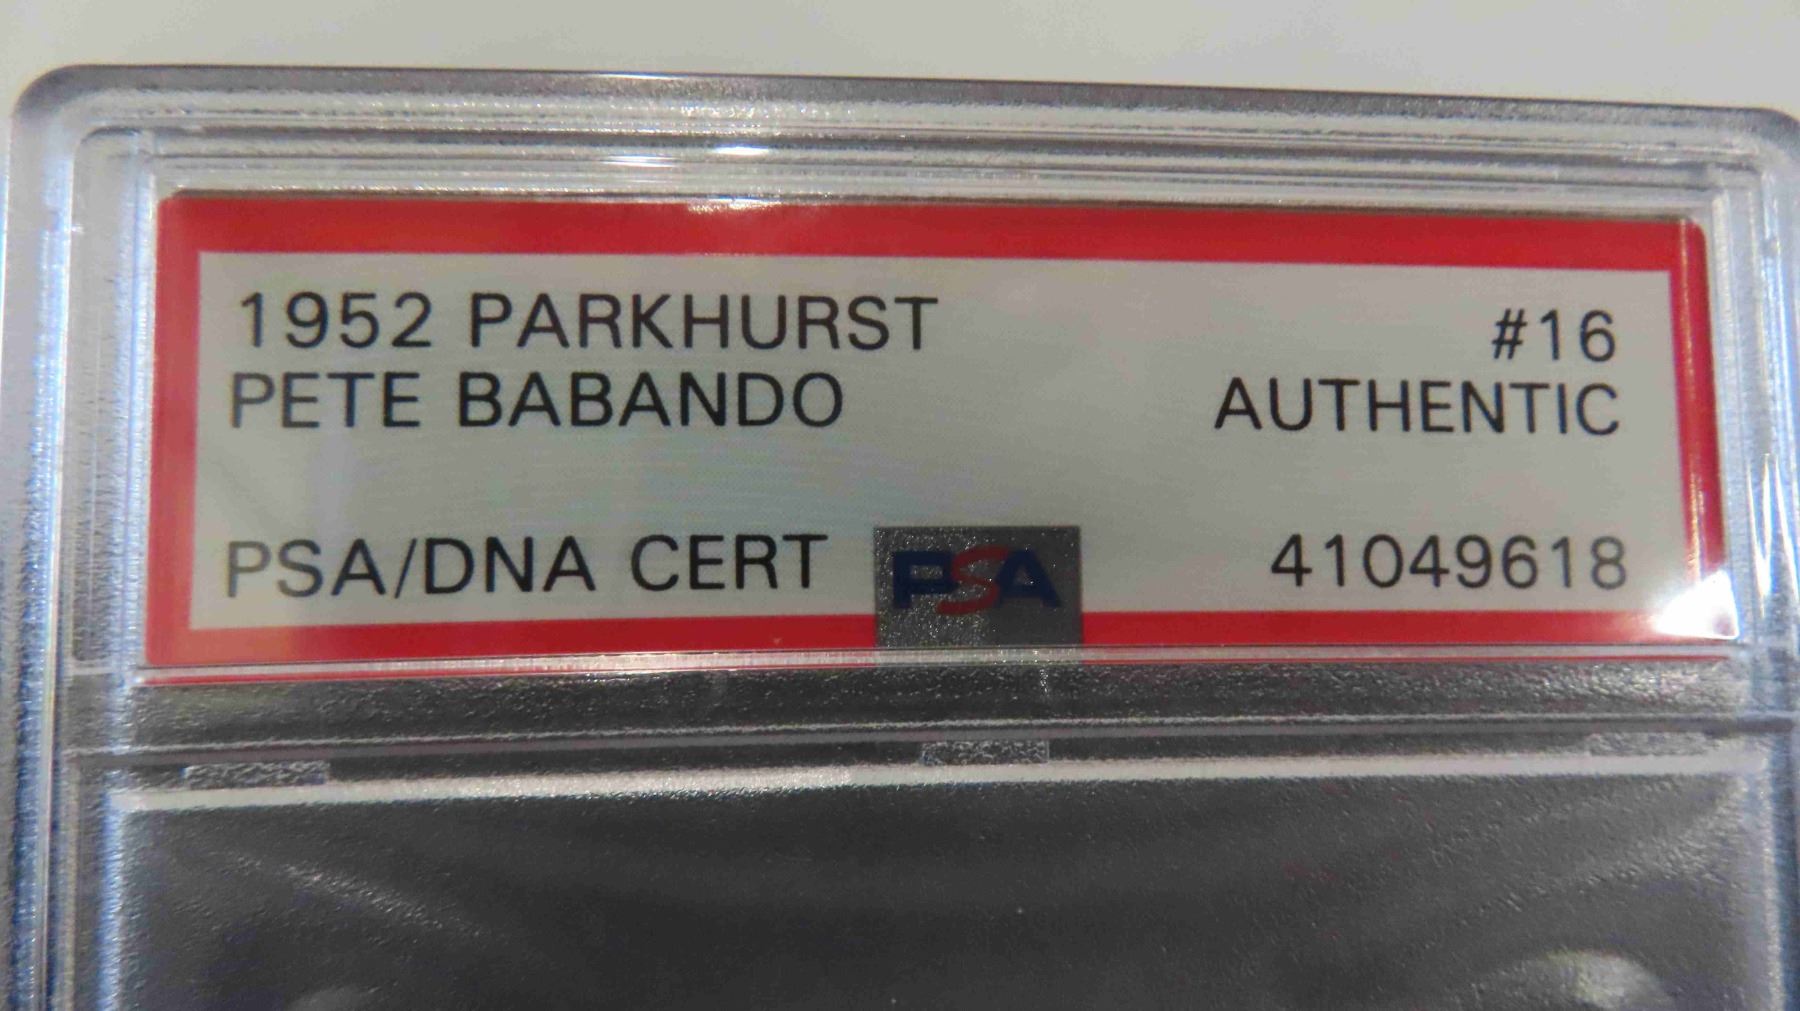 1952 PARKHURST #16
PETE BABANDO AUTHENTIC
PSA/DNA CERT PSA 41049618